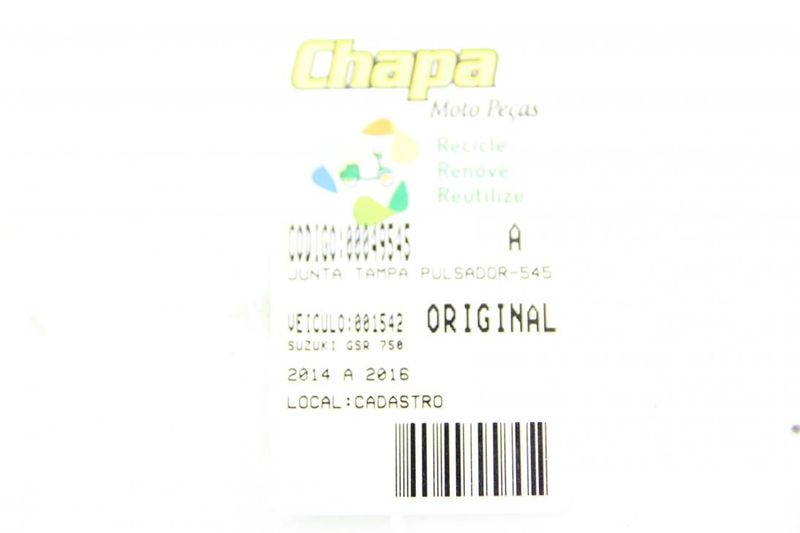 Chapa
Moto Peças
Recicle
Renove
Reutilize
CODIGO:00049545 A
JUNTA TAMPA PULSADOR-545
VEICULO:001542 ORIGINAL
SUZUKI GSR 750
2014 A 2016
LOCAL:CADASTRO